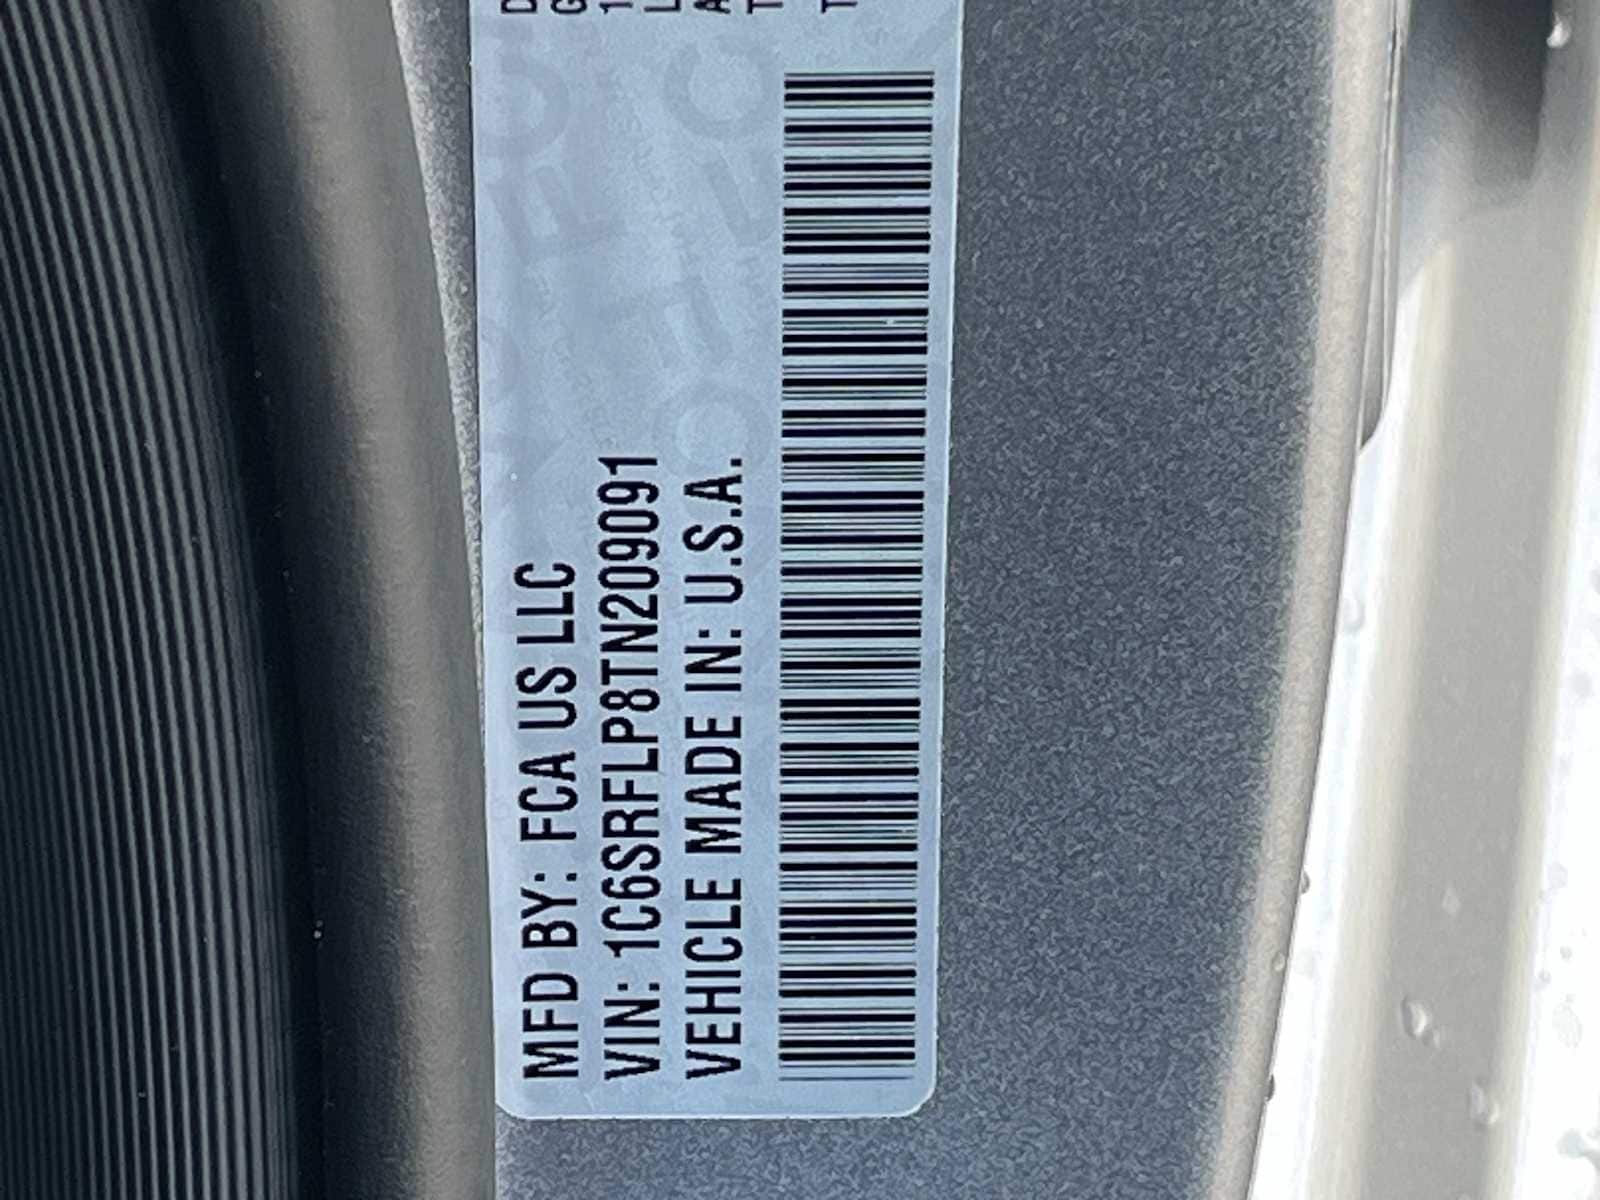 MFD BY: FCA US LLC
VIN: 1C6SRFLP8TN209091
VEHICLE MADE IN: U.S.A.